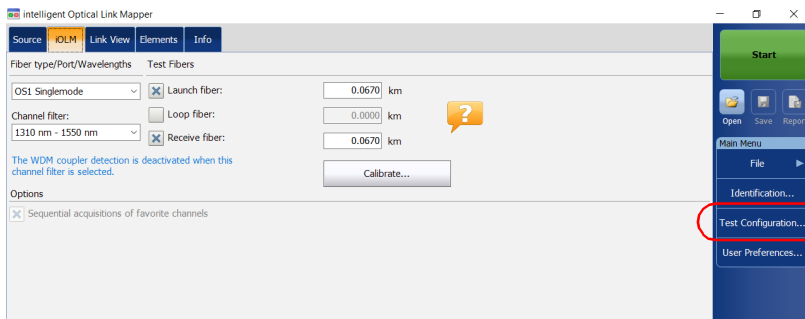 intelligent Optical Link Mapper
Source iOLM Link View Elements Info
Fiber type/Port/Wavelengths Test Fibers
OS1 Singlemode
Launch fiber: 0.0670 km
Loop fiber: 0.0000 km
Channel filter:
1310 nm - 1550 nm
Receive fiber: 0.0670 km
?
The WDM coupler detection is deactivated when this
channel filter is selected.
Calibrate...
Options
Sequential acquisitions of favorite channels
Start
Open Save Repor
Main Menu
File
Identification...
Test Configuration...
User Preferences...